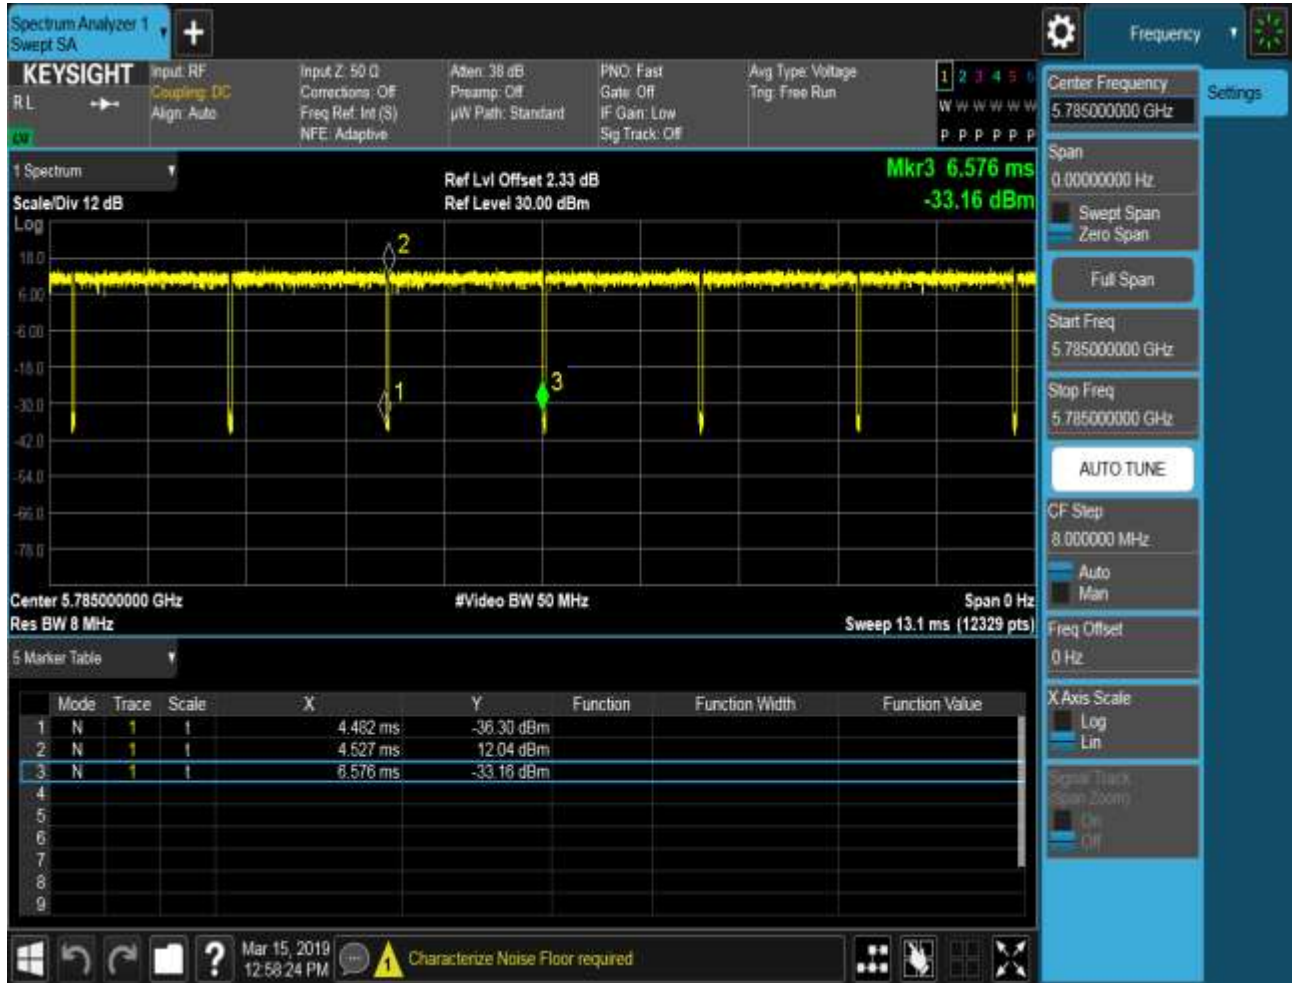 Spectrum Analyzer 1
Swept SA
+
Frequency
KEYSIGHT
RL
Input: RF
Coupling: DC
Align: Auto
Input Z: 50 Ω
Corrections: Off
Freq Ref: Int (S)
NFE: Adaptive
Atten: 38 dB
Preamp: Off
µW Path: Standard
PNO: Fast
Gate: Off
IF Gain: Low
Sig Track: Off
Avg Type: Voltage
Trig: Free Run
1 2 3 4 5 6
W W W W W W
P P P P P P
1 Spectrum
Scale/Div 12 dB
Log
Ref Lvl Offset 2.33 dB
Ref Level 30.00 dBm
Mkr3 6.576 ms
-33.16 dBm
18.0
6.00
-6.00
-18.0
-30.0
-42.0
-54.0
-66.0
-78.0
2
1
3
Center 5.785000000 GHz
#Video BW 50 MHz
Span 0 Hz
Res BW 8 MHz
Sweep 13.1 ms (12329 pts)
5 Marker Table
Mode Trace Scale X Y Function Function Width Function Value
1 N 1 t 4.482 ms -36.30 dBm
2 N 1 t 4.527 ms 12.04 dBm
3 N 1 t 6.576 ms -33.16 dBm
4
5
6
7
8
9
Mar 15, 2019
12:58:24 PM
?
1
Characterize Noise Floor required
Center Frequency
5.785000000 GHz
Settings
Span
0.00000000 Hz
Swept Span
Zero Span
Full Span
Start Freq
5.785000000 GHz
Stop Freq
5.785000000 GHz
AUTO TUNE
CF Step
8.000000 MHz
Auto
Man
Freq Offset
0 Hz
X Axis Scale
Log
Lin
Signal Track
(Span Zoom)
On
Off